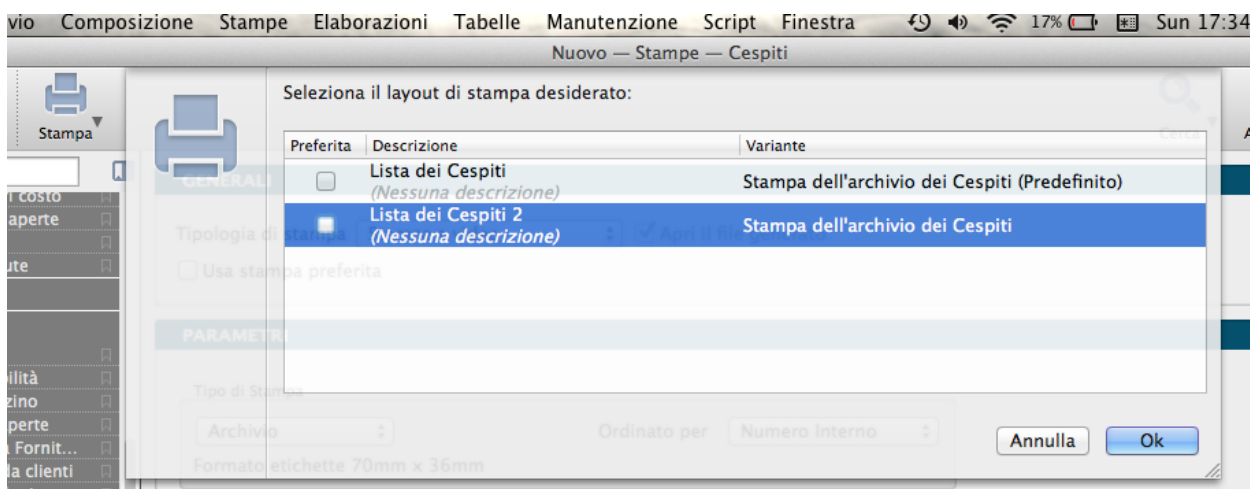 vio Composizione Stampe Elaborazioni Tabelle Manutenzione Script Finestra 17% Sun 17:34
Nuovo — Stampe — Cespiti
Stampa
Seleziona il layout di stampa desiderato:
Cerca
Preferita Descrizione Variante
Lista dei Cespiti
(Nessuna descrizione)
Stampa dell'archivio dei Cespiti (Predefinito)
Lista dei Cespiti 2
(Nessuna descrizione)
Stampa dell'archivio dei Cespiti
GENERALI
Tipologia di stampa
Apri il file generato
Usa stampa preferita
PARAMETRI
Tipo di Stampa
Archivio Ordinato per Numero Interno
Formato etichette 70mm x 36mm
Annulla Ok
i costo
aperte
ute
ilità
zino
perte
a Fornit...
da clienti